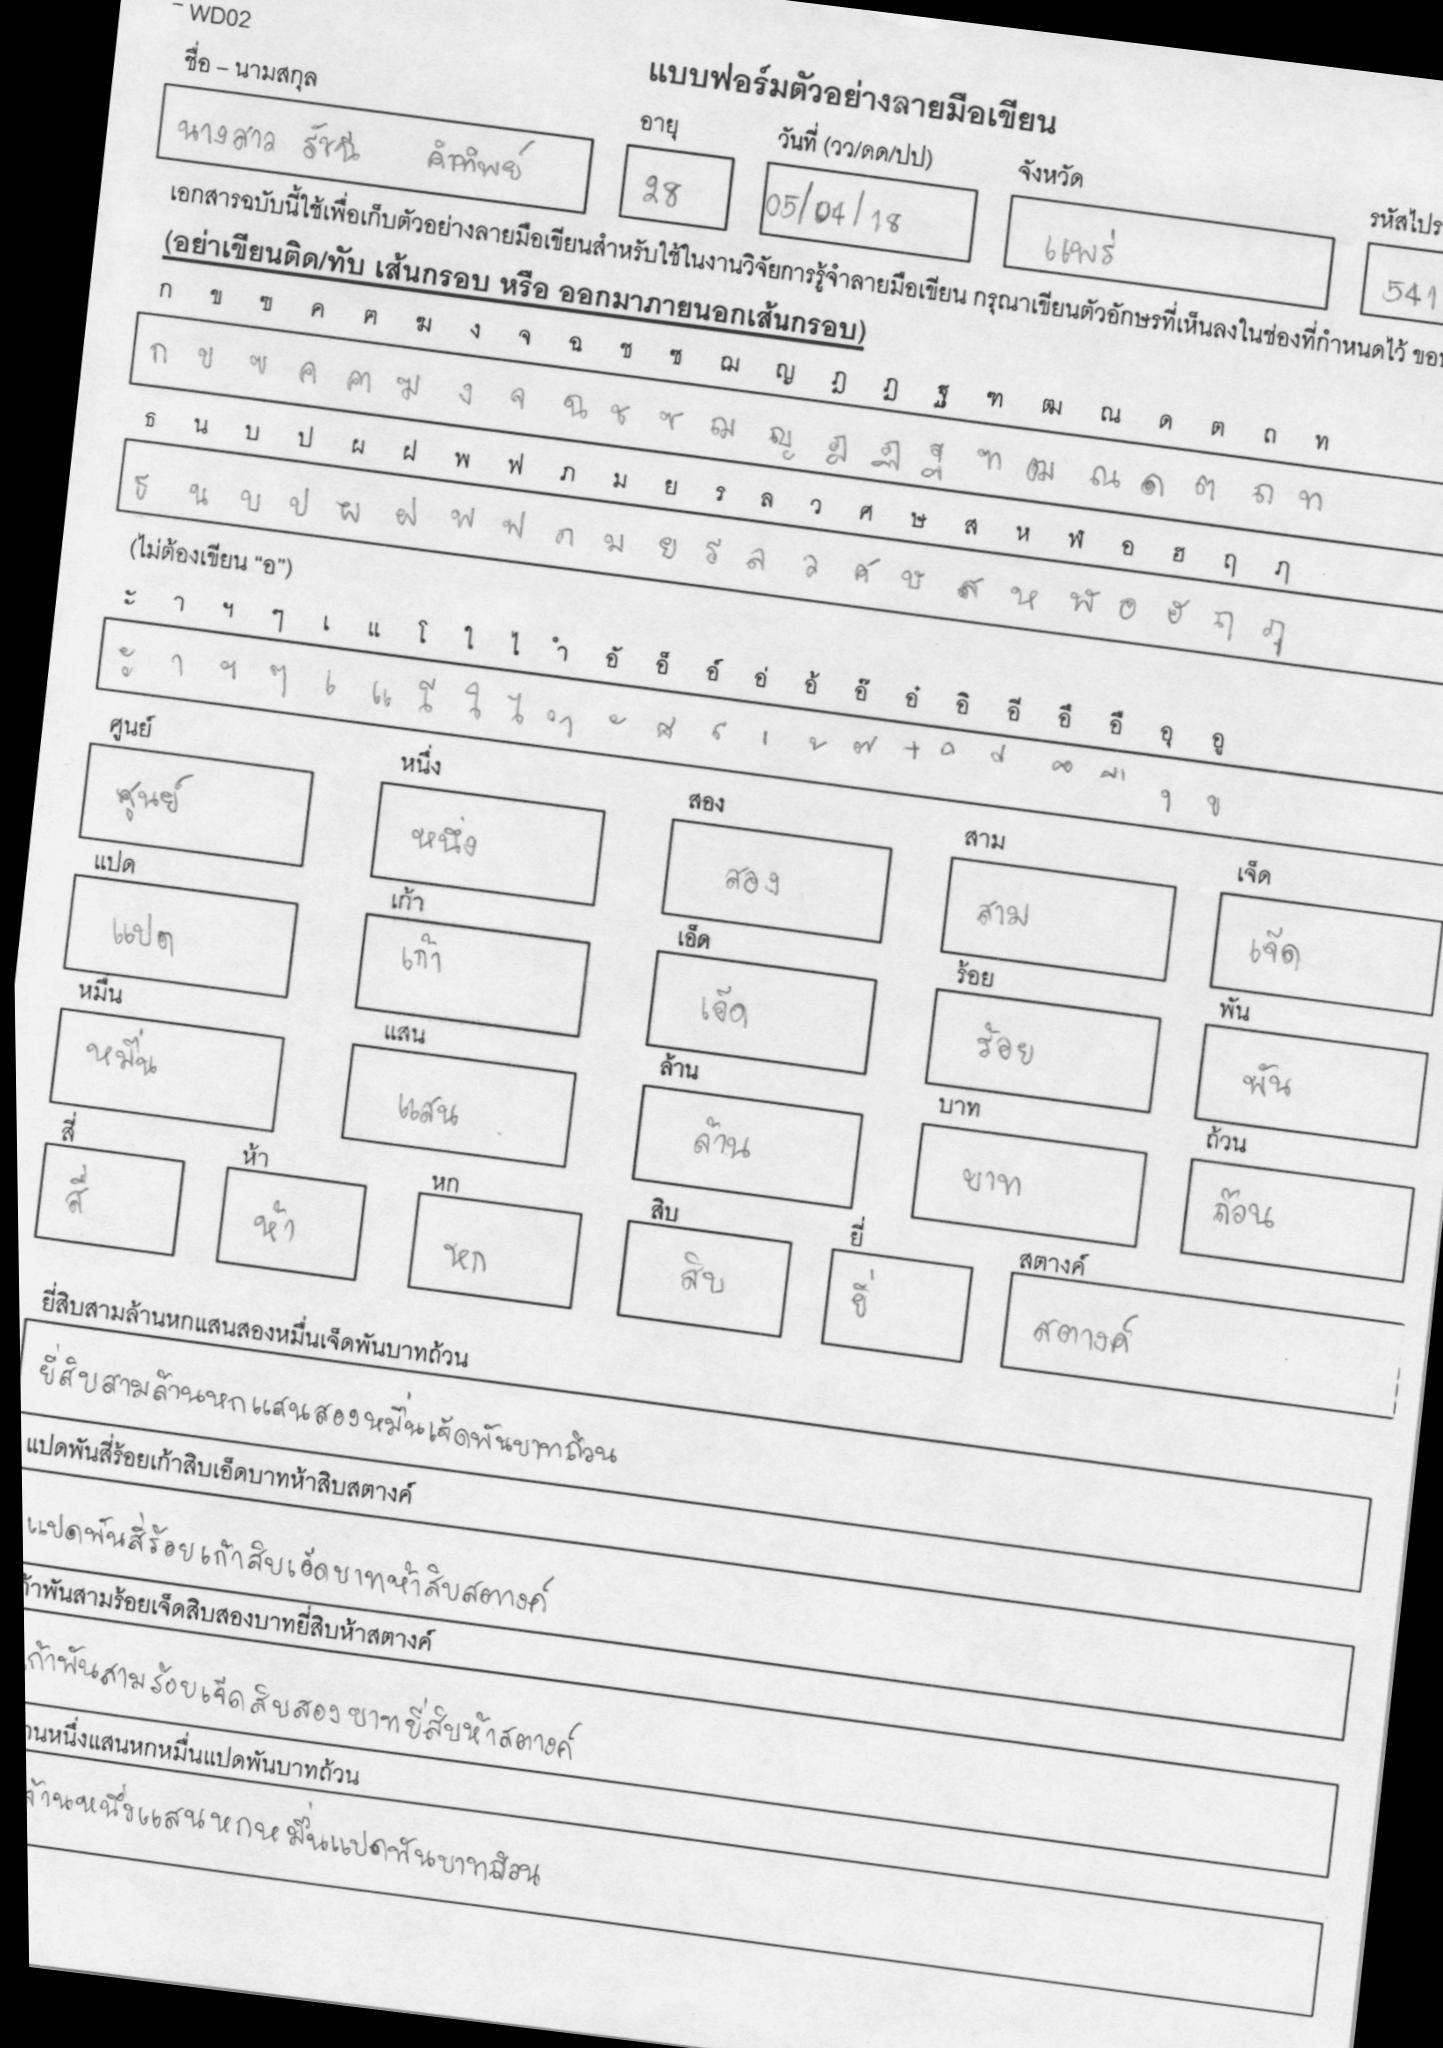 WD02
แบบฟอร์มตัวอย่างลายมือเขียน
ชื่อ – นามสกุล อายุ วันที่ (วว/ดด/ปป) จังหวัด
นางสาว 28 05/04/18 แพร่ 541
เอกสารฉบับนี้ใช้เพื่อเก็บตัวอย่างลายมือเขียนสำหรับใช้ในงานวิจัยการรู้จำลายมือเขียน กรุณาเขียนตัวอักษรที่เห็นลงในช่องที่กำหนดไว้
(อย่าเขียนติด/ทับ เส้นกรอบ หรือ ออกมาภายนอกเส้นกรอบ)
ก ข ฃ ค ฅ ฆ ง จ ฉ ช ซ ฌ ญ ฎ ฏ ฐ ฑ ฒ ณ ด ต ถ ท
ก ข ฃ ค ฅ ฆ ง จ ฉ ช ซ ฌ ญ ฎ ฏ ฐ ฑ ฒ ณ ด ต ถ ท
ธ น บ ป ผ ฝ พ ฟ ภ ม ย ร ล ว ศ ษ ส ห ฬ อ ฮ ฤ ฦ
ธ น บ ป ผ ฝ พ ฟ ภ ม ย ร ล ว ศ ษ ส ห ฬ อ ฮ ฤ ฦ
(ไม่ต้องเขียน "อ")
ะ า ฯ ๆ เ แ โ ใ ไ ำ อั อ็ อ์ อ่ อ้ อ๊ อ๋ อิ อี อึ อื อุ อู
ะ า ฯ ๆ เ แ โ ใ ไ ำ ั ็ ์ ่ ้ ๊ ๋ ิ ี ึ ื ุ ู
ศูนย์ หนึ่ง สอง สาม เจ็ด
ศูนย์ หนึ่ง สอง สาม เจ็ด
แปด เก้า เอ็ด ร้อย พัน
แปด เก้า เอ็ด ร้อย พัน
หมื่น แสน ล้าน บาท ถ้วน
หมื่น แสน ล้าน บาท ถ้วน
สี่ ห้า หก สิบ ยี่ สตางค์
สี่ ห้า หก สิบ ยี่ สตางค์
ยี่สิบสามล้านหกแสนสองหมื่นเจ็ดพันบาทถ้วน
ยี่สิบสามล้านหกแสนสองหมื่นเจ็ดพันบาทถ้วน
แปดพันสี่ร้อยเก้าสิบเอ็ดบาทห้าสิบสตางค์
แปดพันสี่ร้อยเก้าสิบเอ็ดบาทห้าสิบสตางค์
ก้าพันสามร้อยเจ็ดสิบสองบาทยี่สิบห้าสตางค์
เก้าพันสามร้อยเจ็ดสิบสองบาทยี่สิบห้าสตางค์
านหนึ่งแสนหกหมื่นแปดพันบาทถ้วน
ล้านหนึ่งแสนหกหมื่นแปดพันบาทถ้วน